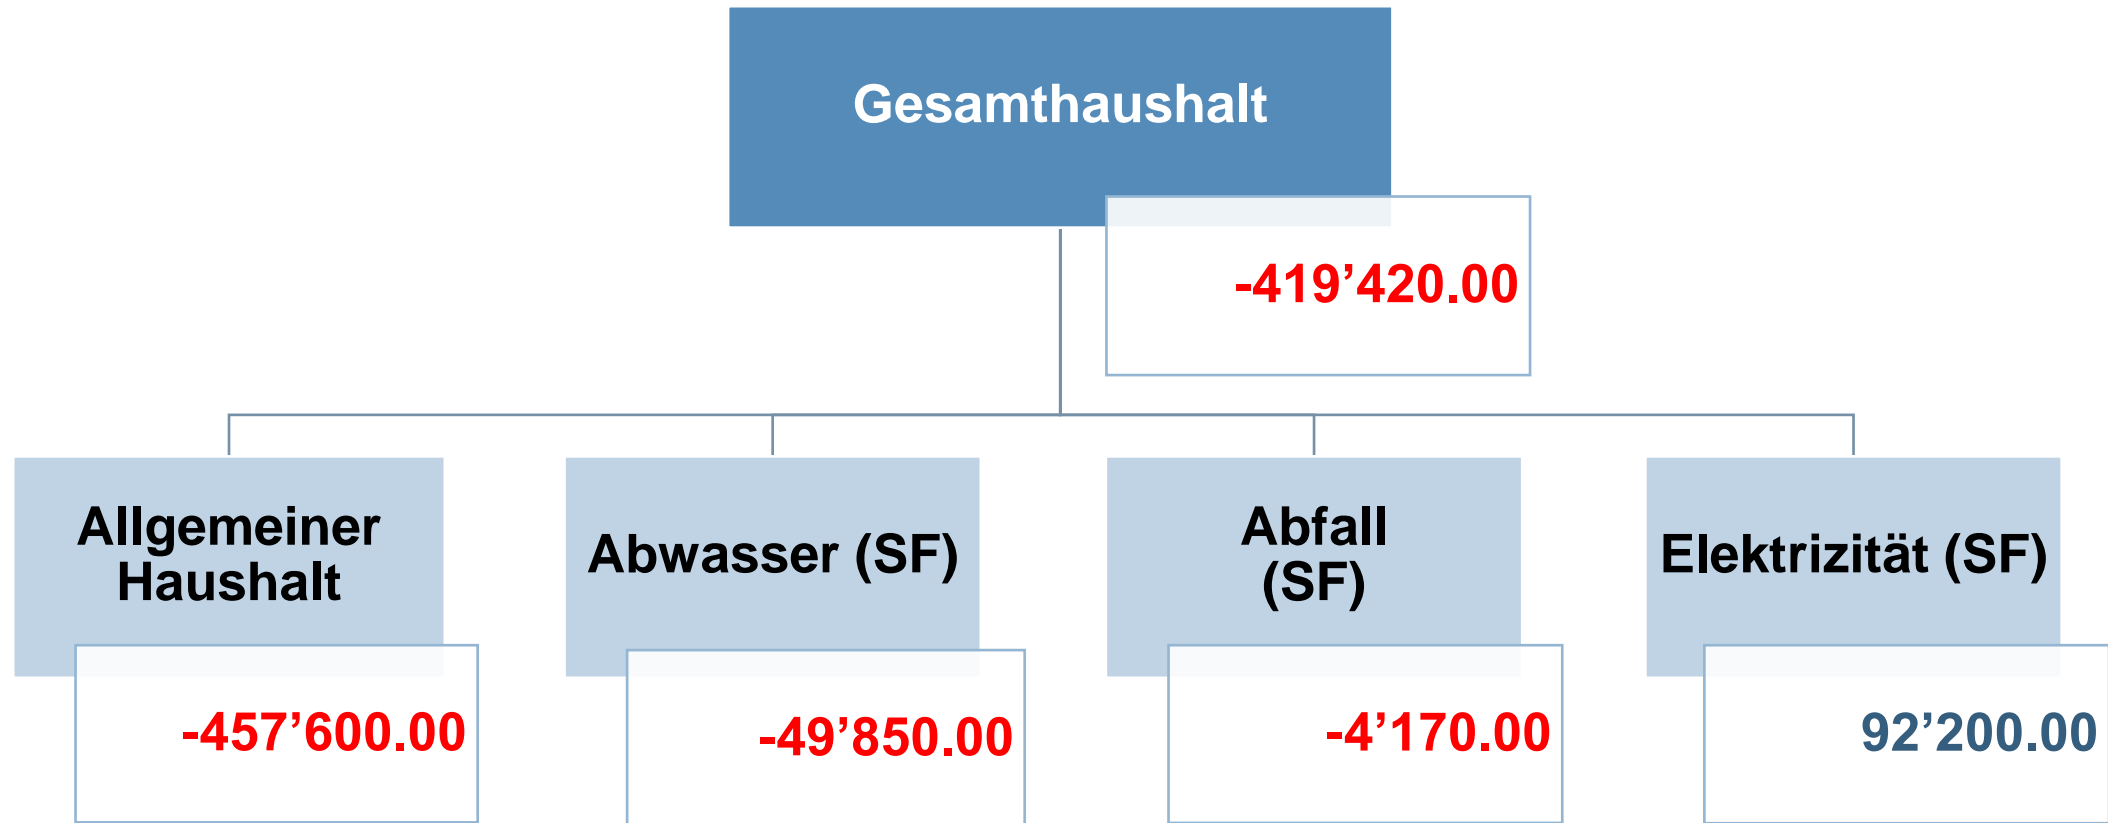 Gesamthaushalt
-419’420.00
Allgemeiner
Haushalt
-457’600.00
Abwasser (SF)
-49’850.00
Abfall
(SF)
-4’170.00
Elektrizität (SF)
92’200.00